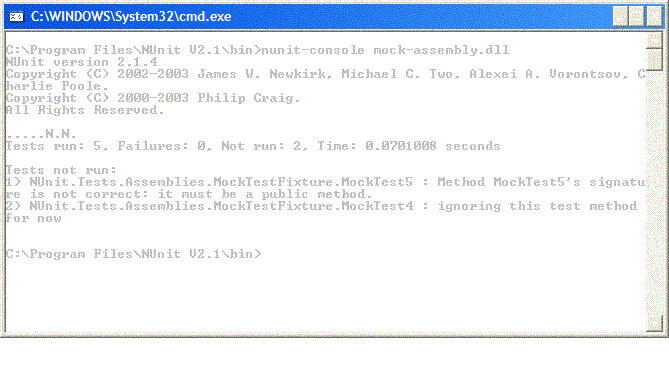 C:\WINDOWS\System32\cmd.exe
C:\Program Files\NUnit V2.1\bin>nunit-console mock-assembly.dll
NUnit version 2.1.4
Copyright (C) 2002-2003 James W. Newkirk, Michael C. Two, Alexei A. Vorontsov, C
harlie Poole.
Copyright (C) 2000-2003 Philip Craig.
All Rights Reserved.
.....N.N.
Tests run: 5, Failures: 0, Not run: 2, Time: 0.0701008 seconds
Tests not run:
1) NUnit.Tests.Assemblies.MockTestFixture.MockTest5 : Method MockTest5's signatu
re is not correct: it must be a public method.
2) NUnit.Tests.Assemblies.MockTestFixture.MockTest4 : ignoring this test method
for now
C:\Program Files\NUnit V2.1\bin>